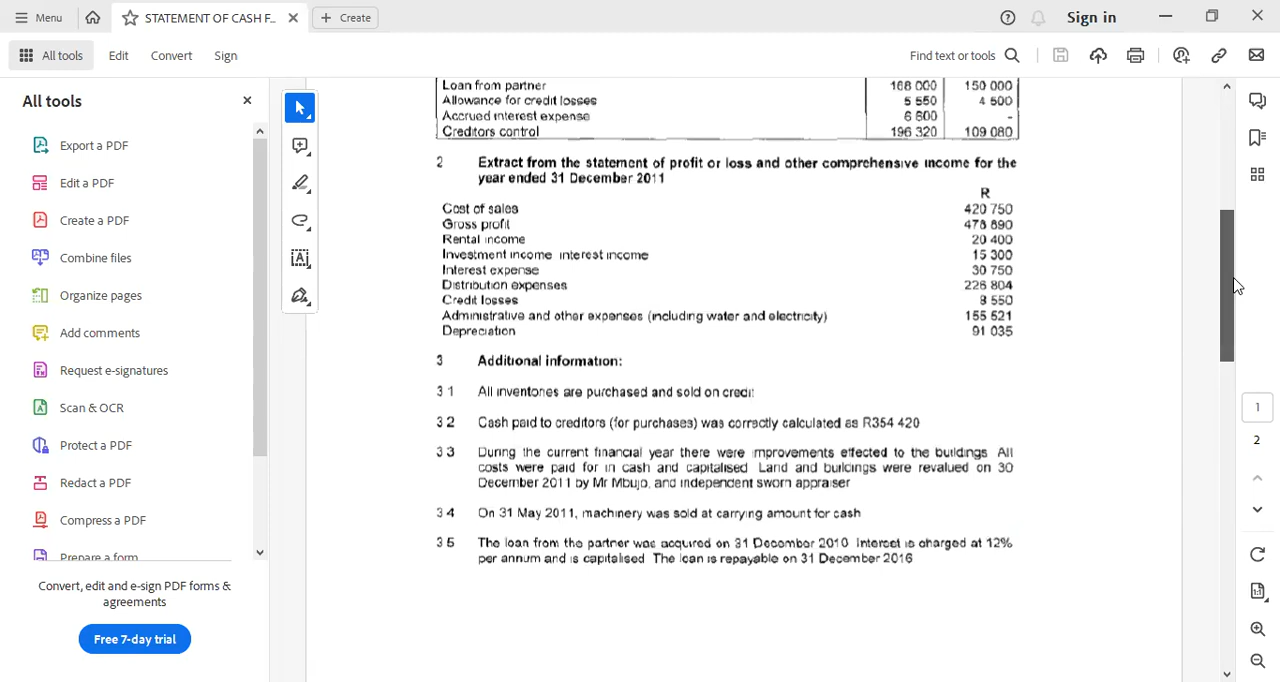 Menu
STATEMENT OF CASH F...
Create
Sign in
All tools
Edit
Convert
Sign
Find text or tools
All tools
Export a PDF
Edit a PDF
Create a PDF
Combine files
Organize pages
Add comments
Request e-signatures
Scan & OCR
Protect a PDF
Redact a PDF
Compress a PDF
Prepare a form
Convert, edit and e-sign PDF forms & agreements
Free 7-day trial
Loan from partner 168 000 150 000
Allowance for credit losses 5 550 4 500
Accrued interest expense 6 600 -
Creditors control 196 320 109 080
2 Extract from the statement of profit or loss and other comprehensive income for the
year ended 31 December 2011
R
Cost of sales 420 750
Gross profit 478 890
Rental income 20 400
Investment income interest income 15 300
Interest expense 30 750
Distribution expenses 226 804
Credit losses 8 550
Administrative and other expenses (including water and electricity) 155 521
Depreciation 91 035
3 Additional information:
3 1 All inventories are purchased and sold on credit
3 2 Cash paid to creditors (for purchases) was correctly calculated as R354 420
3 3 During the current financial year there were improvements effected to the buildings All
costs were paid for in cash and capitalised Land and buildings were revalued on 30
December 2011 by Mr Mbujo, and independent sworn appraiser
3 4 On 31 May 2011, machinery was sold at carrying amount for cash
3 5 The loan from the partner was acquired on 31 December 2010 Interest is charged at 12%
per annum and is capitalised The loan is repayable on 31 December 2016
1
2